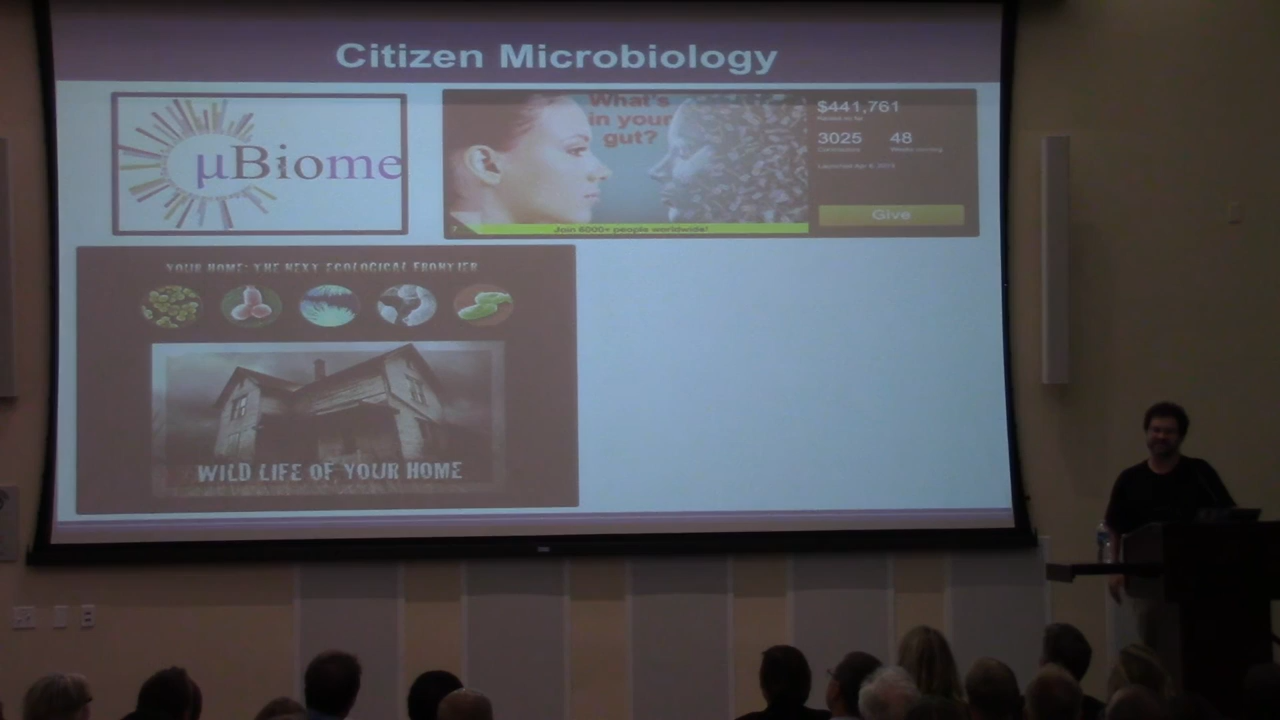 Citizen Microbiology
µBiome
What's
in your
gut?
Join 6000+ people worldwide!
$441,761
3025 48
Give
YOUR HOME: THE NEXT ECOLOGICAL FRONTIER
WILD LIFE OF YOUR HOME